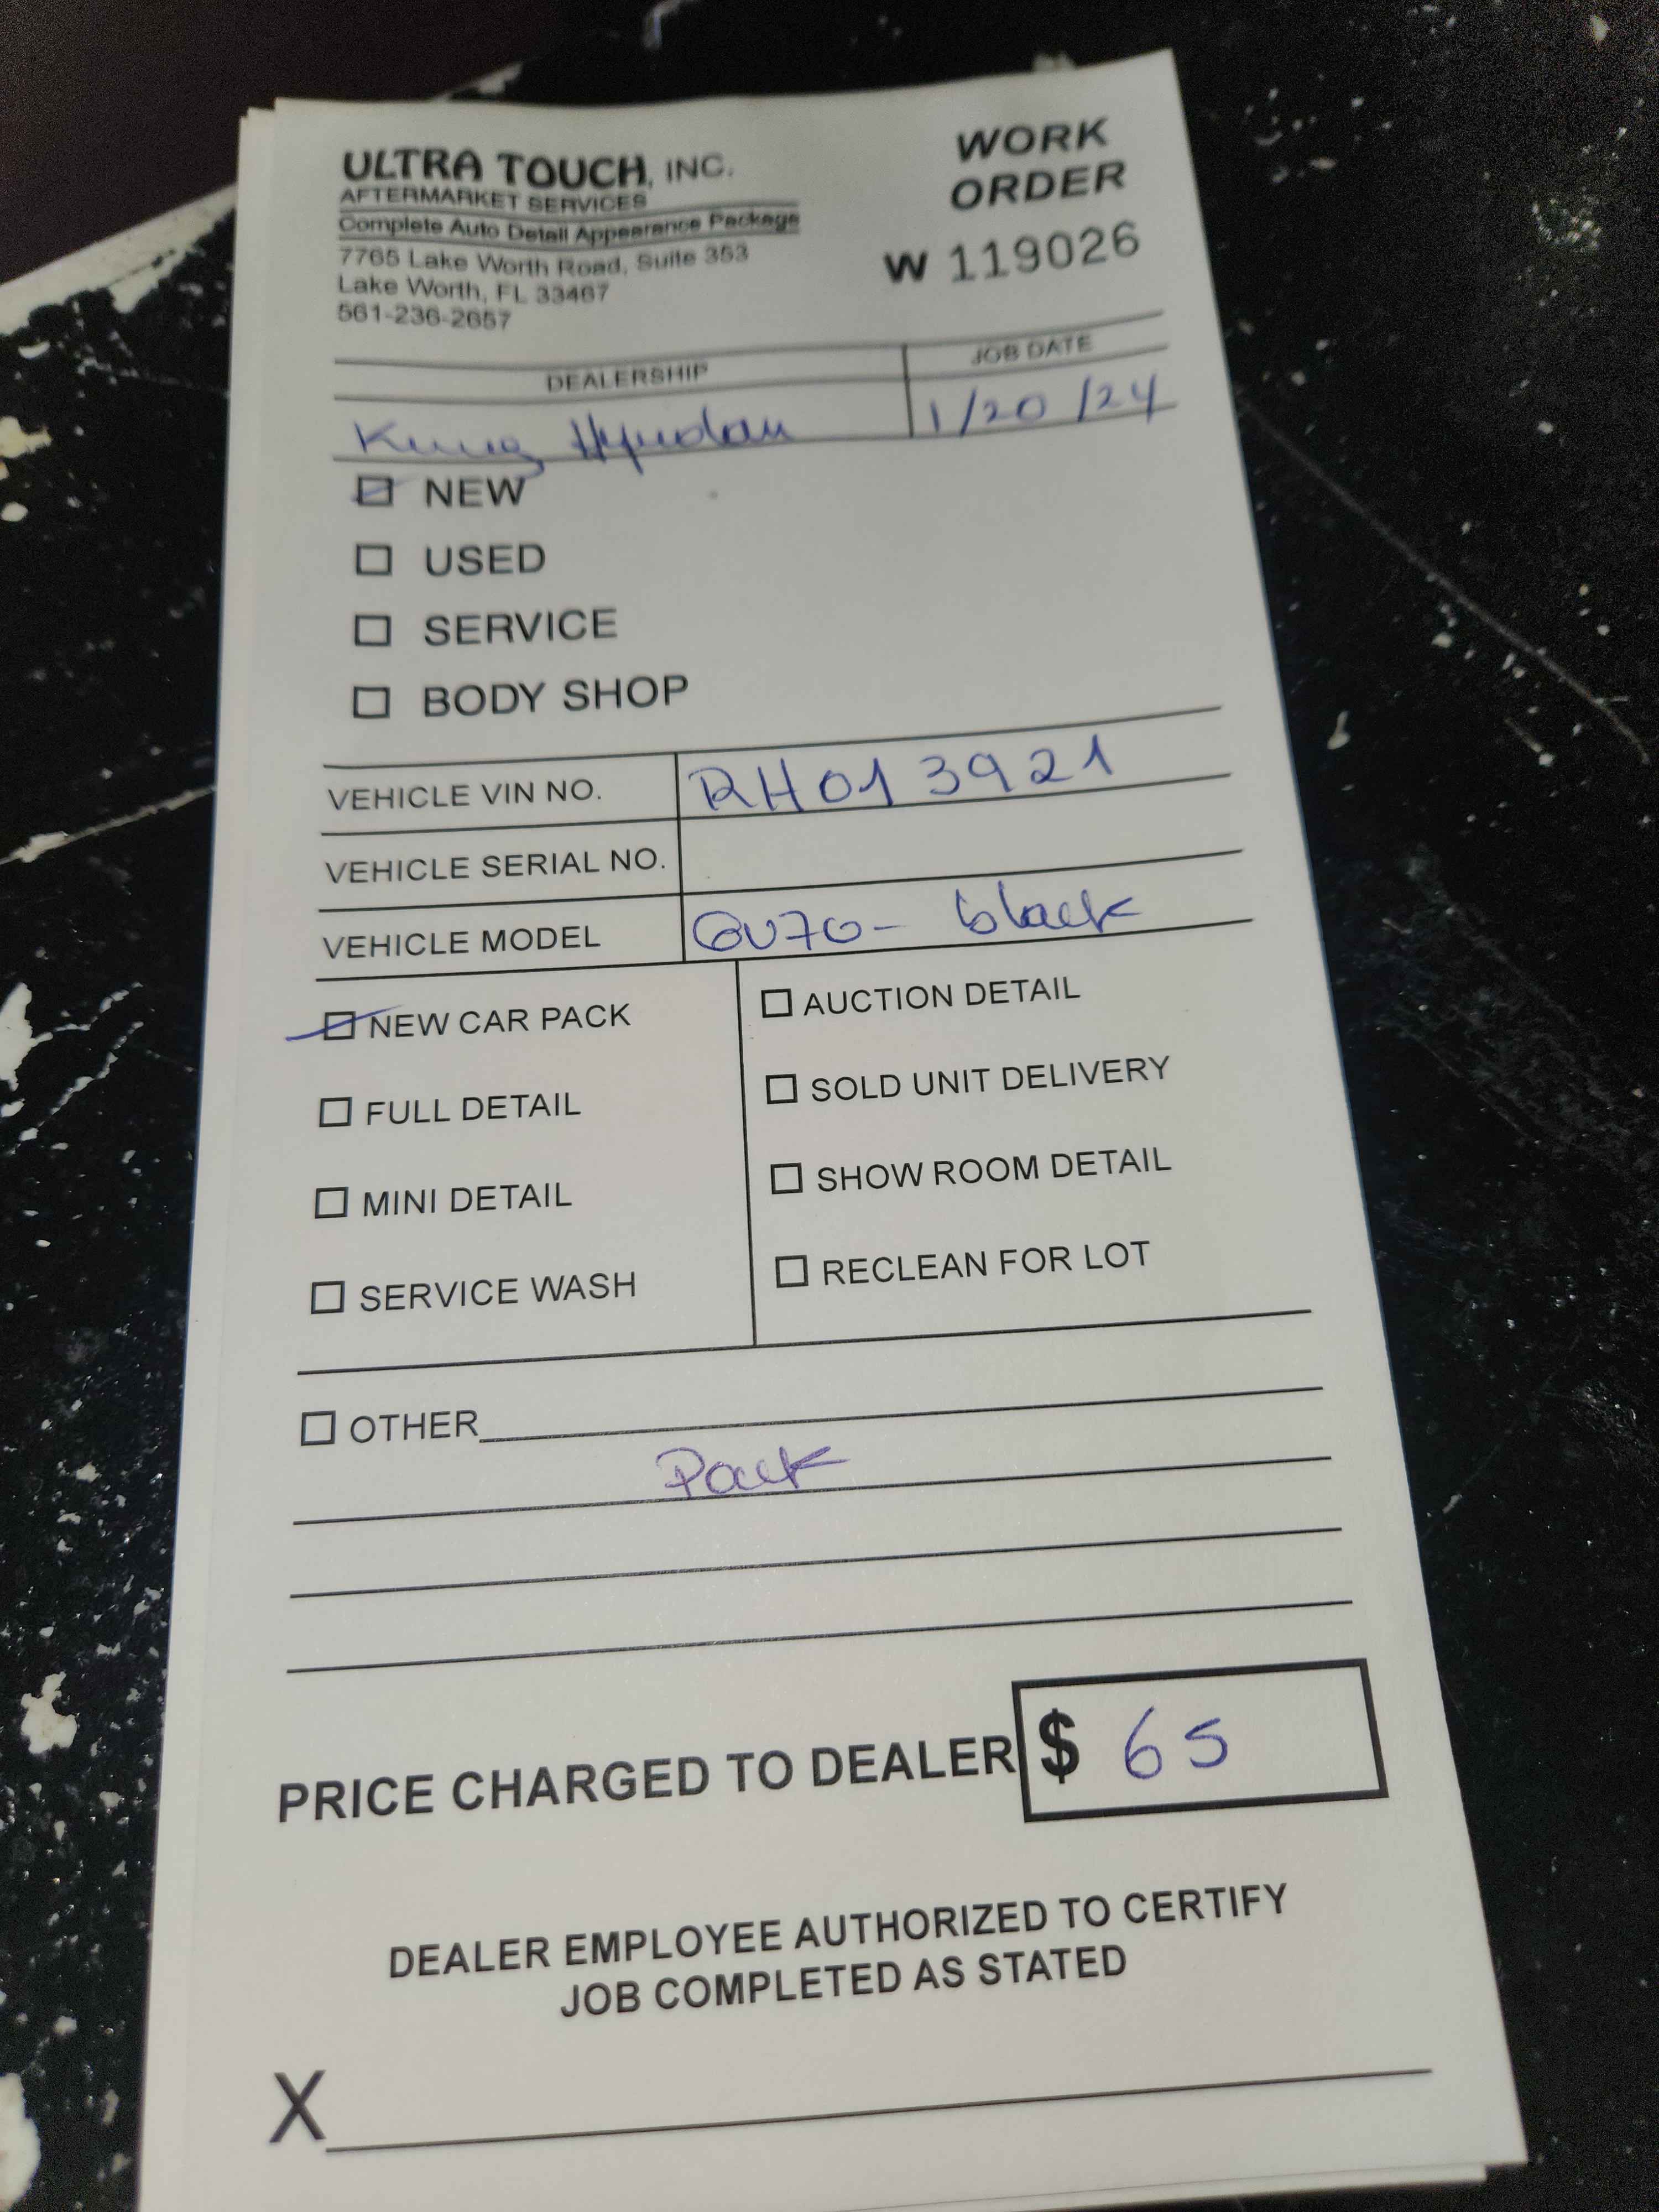 ULTRA TOUCH, INC.
AFTERMARKET SERVICES
Complete Auto Detail Appearance Package
7765 Lake Worth Road, Suite 353
Lake Worth, FL 33467
561-236-2657
WORK
ORDER
W 119026
DEALERSHIP
JOB DATE
King Hyundai
1/20/24
NEW
USED
SERVICE
BODY SHOP
VEHICLE VIN NO. RH013921
VEHICLE SERIAL NO.
VEHICLE MODEL GV70- black
NEW CAR PACK
FULL DETAIL
MINI DETAIL
SERVICE WASH
AUCTION DETAIL
SOLD UNIT DELIVERY
SHOW ROOM DETAIL
RECLEAN FOR LOT
OTHER
Pack
PRICE CHARGED TO DEALER $ 65
DEALER EMPLOYEE AUTHORIZED TO CERTIFY
JOB COMPLETED AS STATED
X